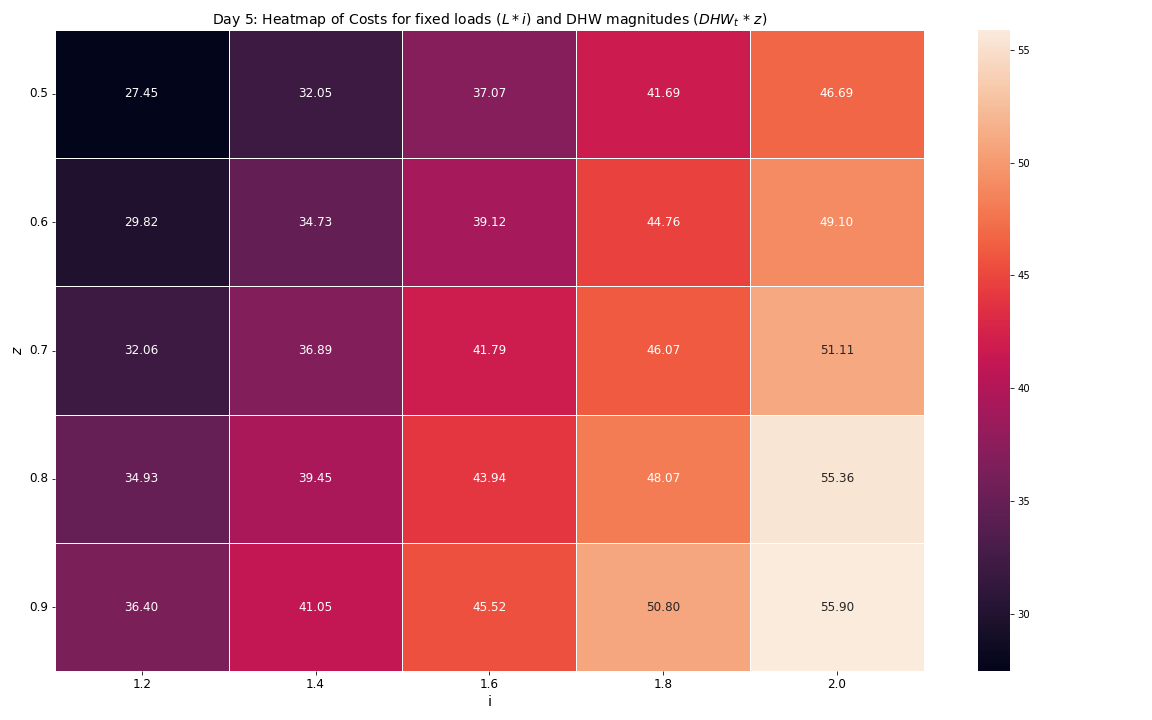 Day 5: Heatmap of Costs for fixed loads (L * i) and DHW magnitudes (DHWₜ * z)
0.5 27.45 32.05 37.07 41.69 46.69
0.6 29.82 34.73 39.12 44.76 49.10
z
0.7 32.06 36.89 41.79 46.07 51.11
0.8 34.93 39.45 43.94 48.07 55.36
0.9 36.40 41.05 45.52 50.80 55.90
1.2 1.4 1.6 1.8 2.0
i
55
50
45
40
35
30